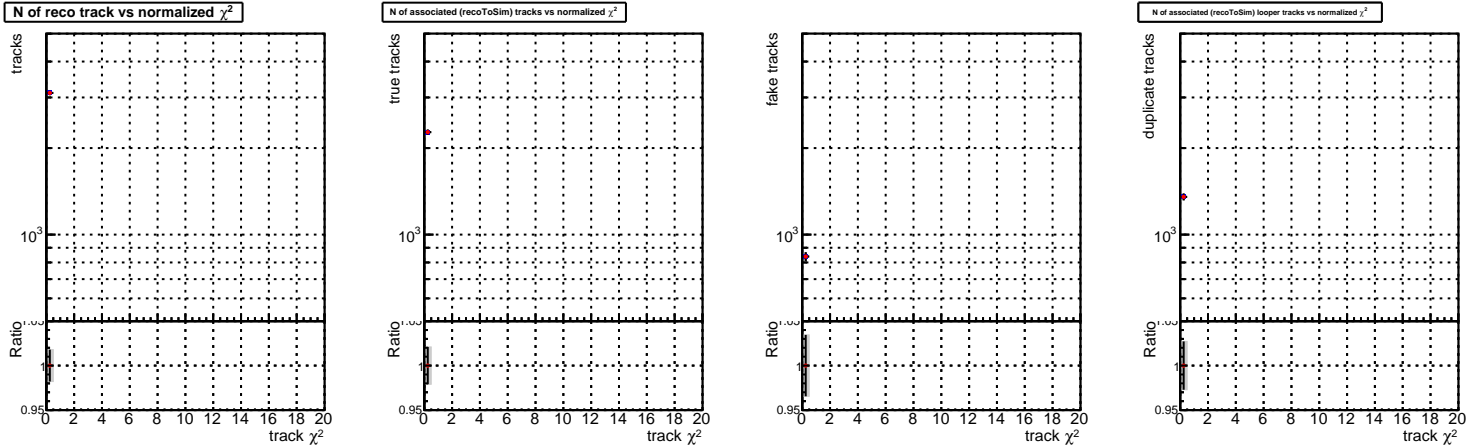 N of reco track vs normalized χ²
N of associated (recoToSim) tracks vs normalized χ²
N of associated (recoToSim) looper tracks vs normalized χ²
tracks
10³
Ratio
1
0.95
0 2 4 6 8 10 12 14 16 18 20
track χ²
true tracks
10³
Ratio
1
0.95
0 2 4 6 8 10 12 14 16 18 20
track χ²
fake tracks
10³
Ratio
1
0.95
0 2 4 6 8 10 12 14 16 18 20
track χ²
duplicate tracks
10³
Ratio
1
0.95
0 2 4 6 8 10 12 14 16 18 20
track χ²